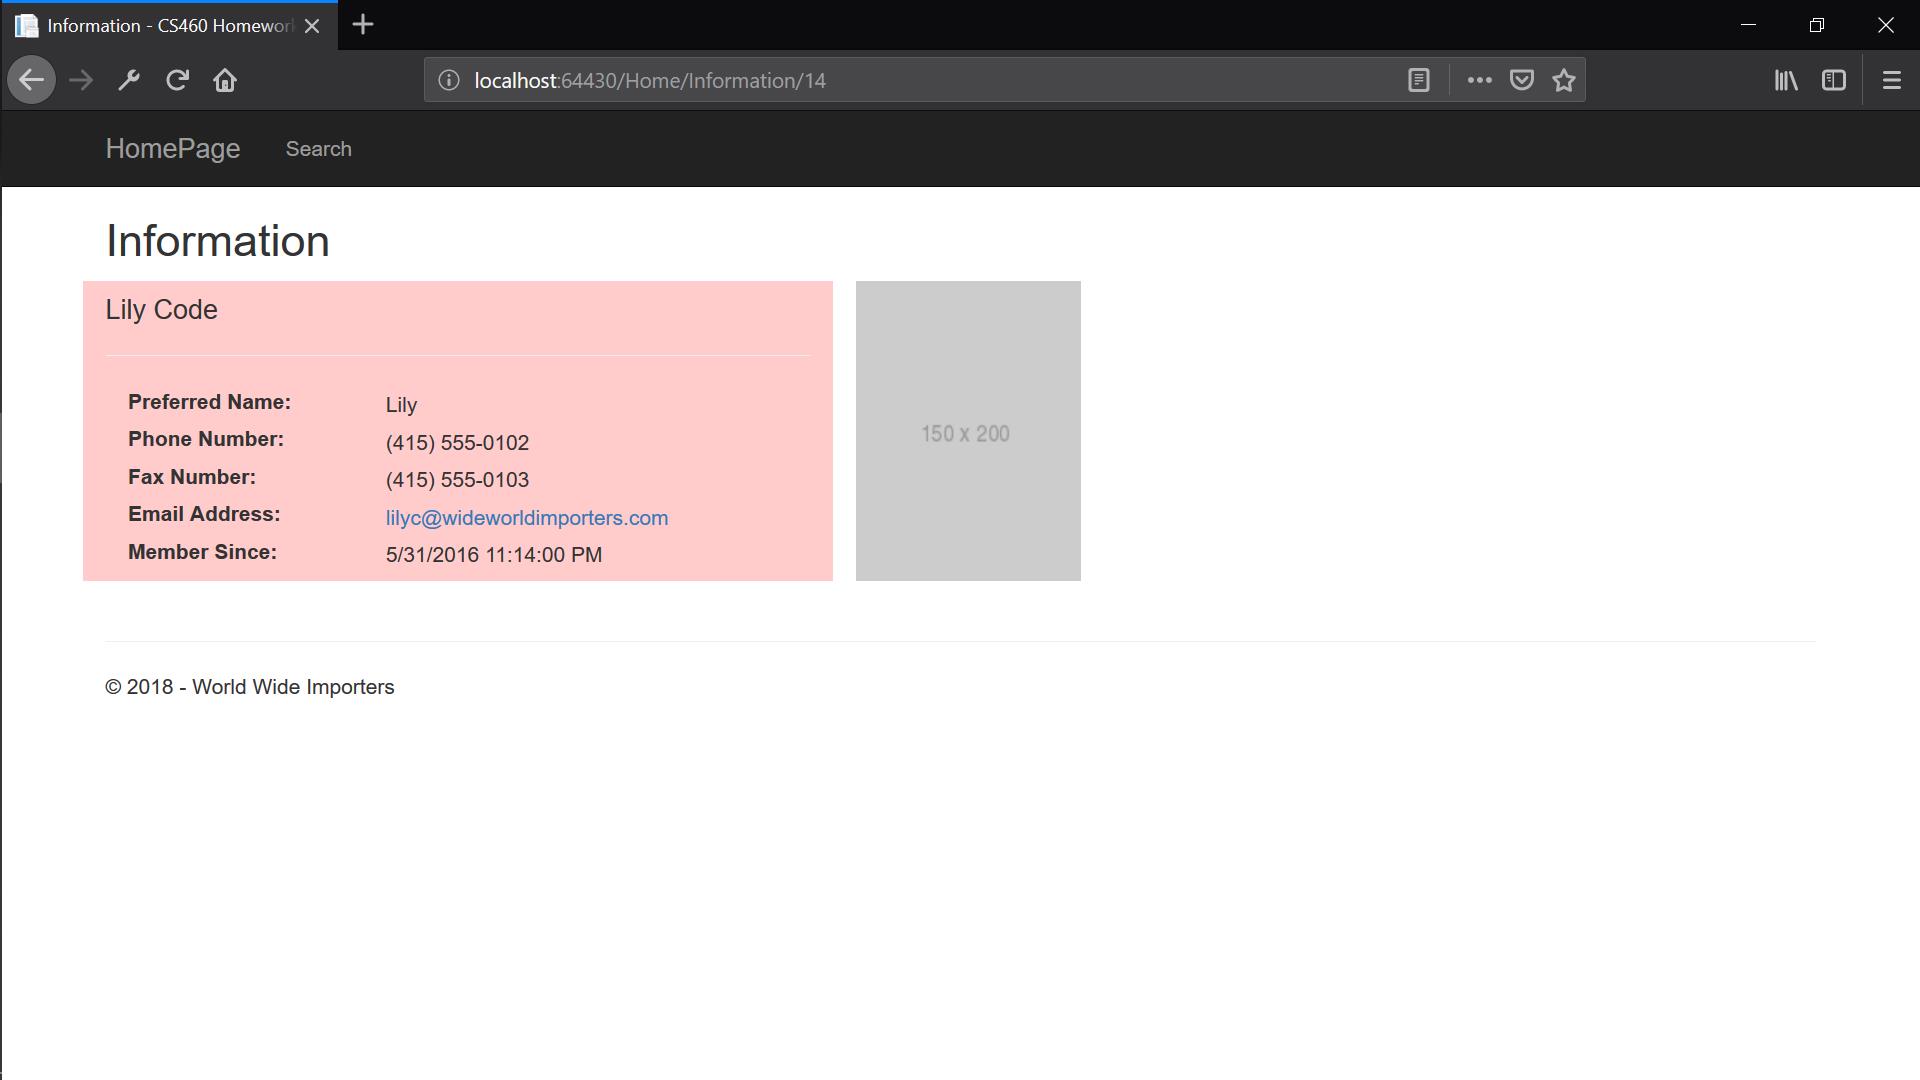 Information - CS460 Homewor
localhost:64430/Home/Information/14
HomePage Search
Information
Lily Code
Preferred Name: Lily
Phone Number: (415) 555-0102
Fax Number: (415) 555-0103
Email Address: lilyc@wideworldimporters.com
Member Since: 5/31/2016 11:14:00 PM
150 x 200
© 2018 - World Wide Importers